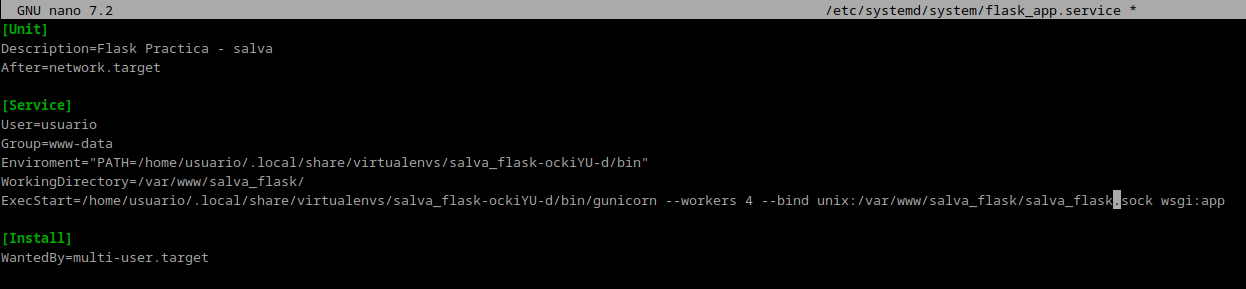 GNU nano 7.2 /etc/systemd/system/flask_app.service *
[Unit]
Description=Flask Practica - salva
After=network.target
[Service]
User=usuario
Group=www-data
Enviroment="PATH=/home/usuario/.local/share/virtualenvs/salva_flask-ockiYU-d/bin"
WorkingDirectory=/var/www/salva_flask/
ExecStart=/home/usuario/.local/share/virtualenvs/salva_flask-ockiYU-d/bin/gunicorn --workers 4 --bind unix:/var/www/salva_flask/salva_flask.sock wsgi:app
[Install]
WantedBy=multi-user.target